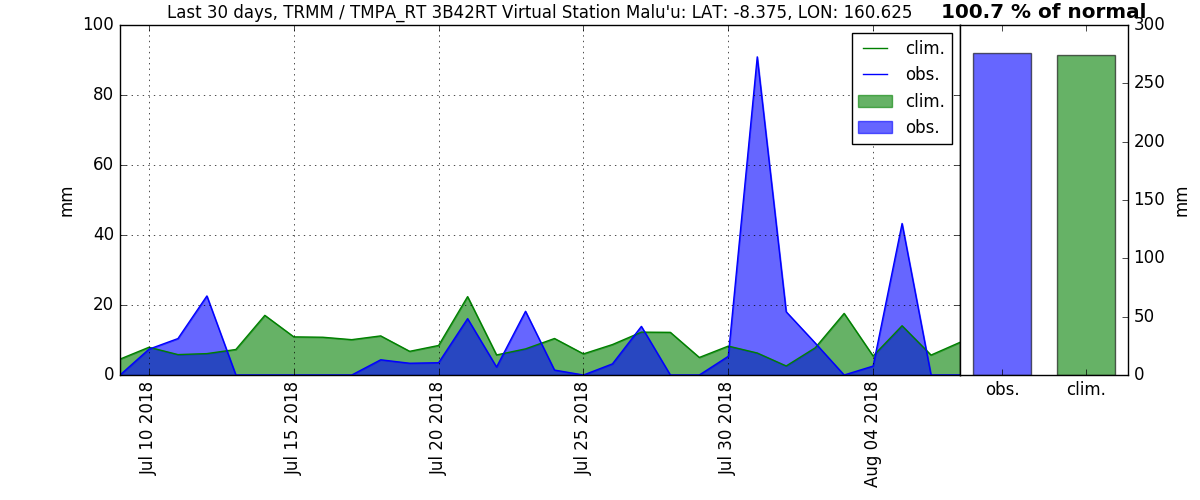 Last 30 days, TRMM / TMPA_RT 3B42RT Virtual Station Malu'u: LAT: -8.375, LON: 160.625
100.7 % of normal
100
80
60
40
20
0
mm
clim.
obs.
clim.
obs.
Jul 10 2018
Jul 15 2018
Jul 20 2018
Jul 25 2018
Jul 30 2018
Aug 04 2018
300
250
200
150
100
50
0
mm
obs.
clim.